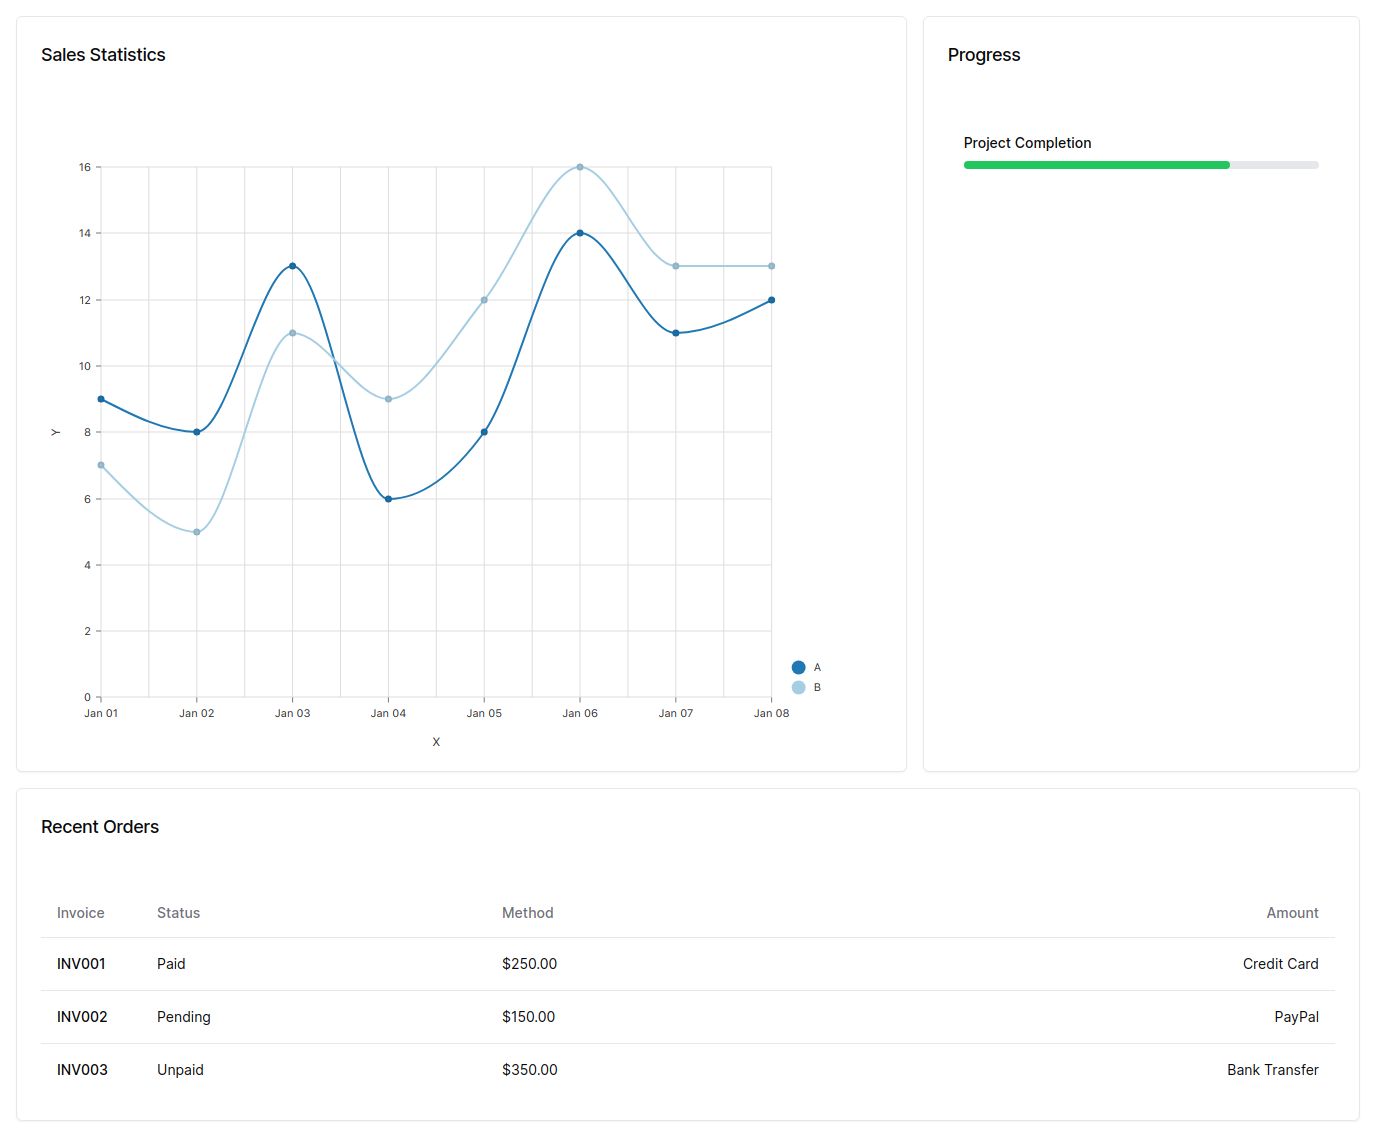 Sales Statistics
16
14
12
10
8
6
4
2
0
Y
Jan 01 Jan 02 Jan 03 Jan 04 Jan 05 Jan 06 Jan 07 Jan 08
X
A
B
Progress
Project Completion
Recent Orders
Invoice Status Method Amount
INV001 Paid $250.00 Credit Card
INV002 Pending $150.00 PayPal
INV003 Unpaid $350.00 Bank Transfer